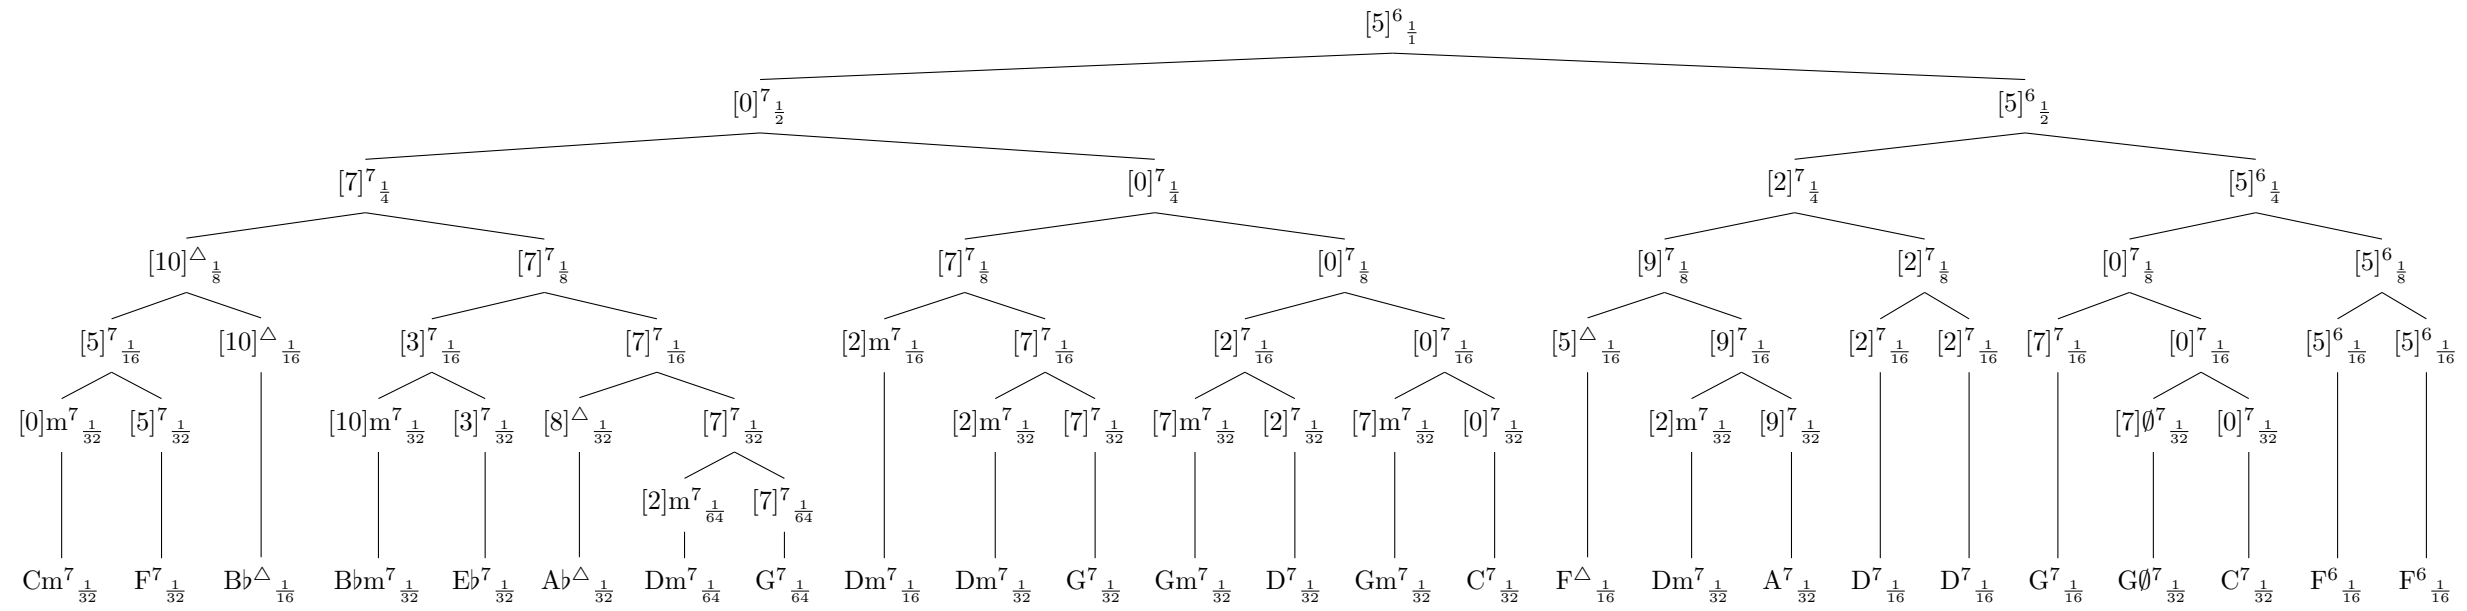 [5]⁶ 1/1
[0]⁷ 1/2 [5]⁶ 1/2
[7]⁷ 1/4 [0]⁷ 1/4 [2]⁷ 1/4 [5]⁶ 1/4
[10]△ 1/8 [7]⁷ 1/8 [7]⁷ 1/8 [0]⁷ 1/8 [9]⁷ 1/8 [2]⁷ 1/8 [0]⁷ 1/8 [5]⁶ 1/8
[5]⁷ 1/16 [10]△ 1/16 [3]⁷ 1/16 [7]⁷ 1/16 [2]m⁷ 1/16 [7]⁷ 1/16 [2]⁷ 1/16 [0]⁷ 1/16 [5]△ 1/16 [9]⁷ 1/16 [2]⁷ 1/16 [2]⁷ 1/16 [7]⁷ 1/16 [0]⁷ 1/16 [5]⁶ 1/16 [5]⁶ 1/16
[0]m⁷ 1/32 [5]⁷ 1/32 [10]m⁷ 1/32 [3]⁷ 1/32 [8]△ 1/32 [7]⁷ 1/32 [2]m⁷ 1/32 [7]⁷ 1/32 [7]m⁷ 1/32 [2]⁷ 1/32 [7]m⁷ 1/32 [0]⁷ 1/32 [2]m⁷ 1/32 [9]⁷ 1/32 [7]∅⁷ 1/32 [0]⁷ 1/32
[2]m⁷ 1/64 [7]⁷ 1/64
Cm⁷ 1/32 F⁷ 1/32 B♭△ 1/16 B♭m⁷ 1/32 E♭⁷ 1/32 A♭△ 1/32 Dm⁷ 1/64 G⁷ 1/64 Dm⁷ 1/16 Dm⁷ 1/32 G⁷ 1/32 Gm⁷ 1/32 D⁷ 1/32 Gm⁷ 1/32 C⁷ 1/32 F△ 1/16 Dm⁷ 1/32 A⁷ 1/32 D⁷ 1/16 D⁷ 1/16 G⁷ 1/16 G∅⁷ 1/32 C⁷ 1/32 F⁶ 1/16 F⁶ 1/16